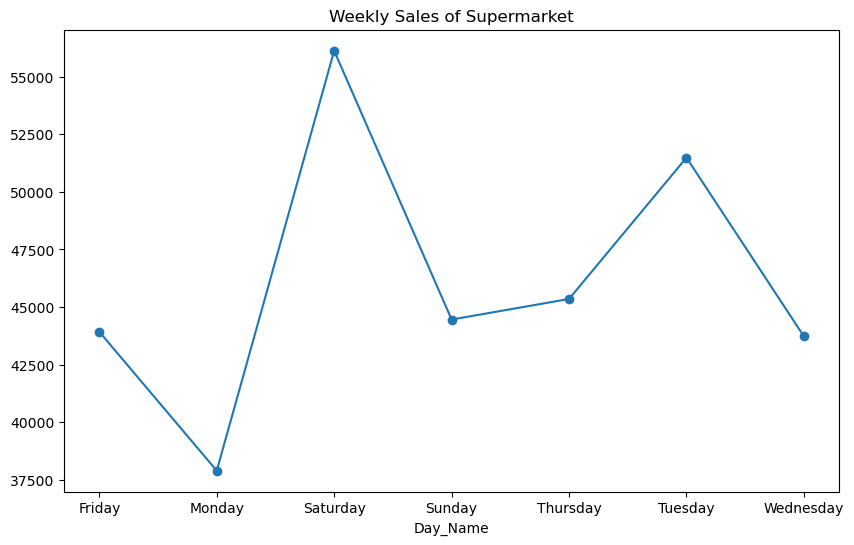 Weekly Sales of Supermarket
55000
52500
50000
47500
45000
42500
40000
37500
Friday Monday Saturday Sunday Thursday Tuesday Wednesday
Day_Name